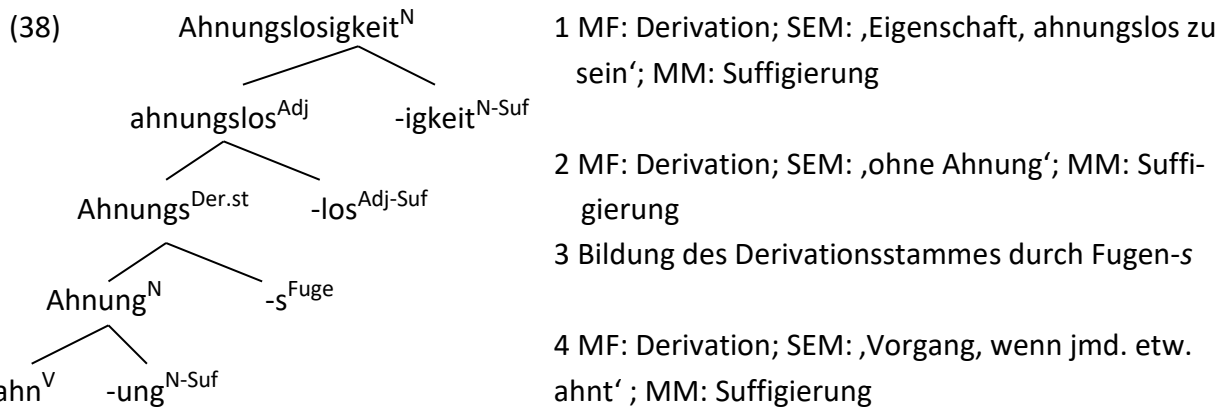 (38) Ahnungslosigkeit^N 1 MF: Derivation; SEM: ‚Eigenschaft, ahnungslos zu
sein‘; MM: Suffigierung
ahnungslos^Adj -igkeit^N-Suf
2 MF: Derivation; SEM: ‚ohne Ahnung‘; MM: Suffi-
Ahnungs^Der.st -los^Adj-Suf gierung
3 Bildung des Derivationsstammes durch Fugen-s
Ahnung^N -s^Fuge
4 MF: Derivation; SEM: ‚Vorgang, wenn jmd. etw.
ahn^V -ung^N-Suf ahnt‘ ; MM: Suffigierung